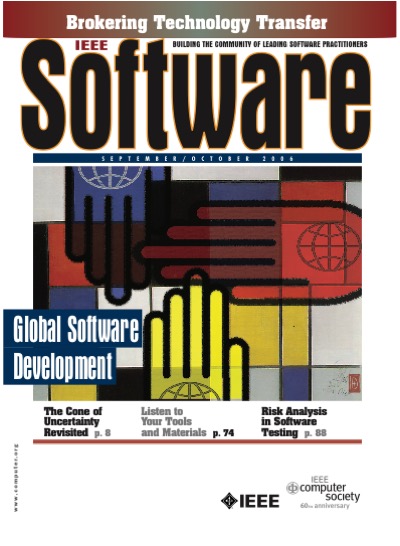 Brokering Technology Transfer
IEEE
BUILDING THE COMMUNITY OF LEADING SOFTWARE PRACTITIONERS
Software
SEPTEMBER/OCTOBER 2006
Global Software
Development
The Cone of
Uncertainty
Revisited p. 8
Listen to
Your Tools
and Materials p. 74
Risk Analysis
in Software
Testing p. 88
www.computer.org
IEEE
IEEE
computer
society
60th anniversary